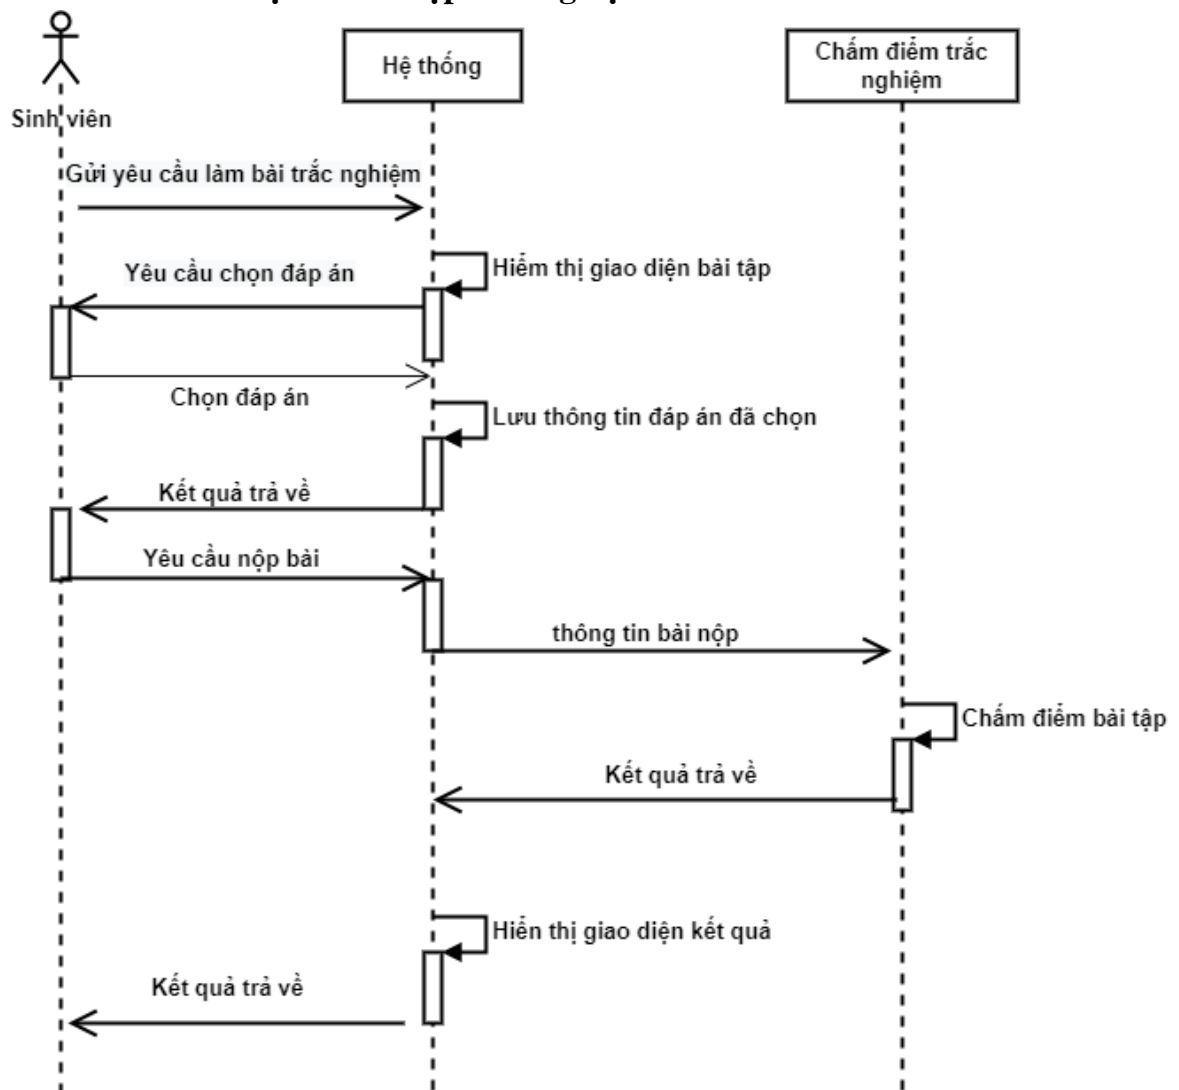 Hệ thống
Chấm điểm trắc
nghiệm
Sinh viên
Gửi yêu cầu làm bài trắc nghiệm
Hiểm thị giao diện bài tập
Yêu cầu chọn đáp án
Chọn đáp án
Lưu thông tin đáp án đã chọn
Kết quả trả về
Yêu cầu nộp bài
thông tin bài nộp
Chấm điểm bài tập
Kết quả trả về
Hiển thị giao diện kết quả
Kết quả trả về